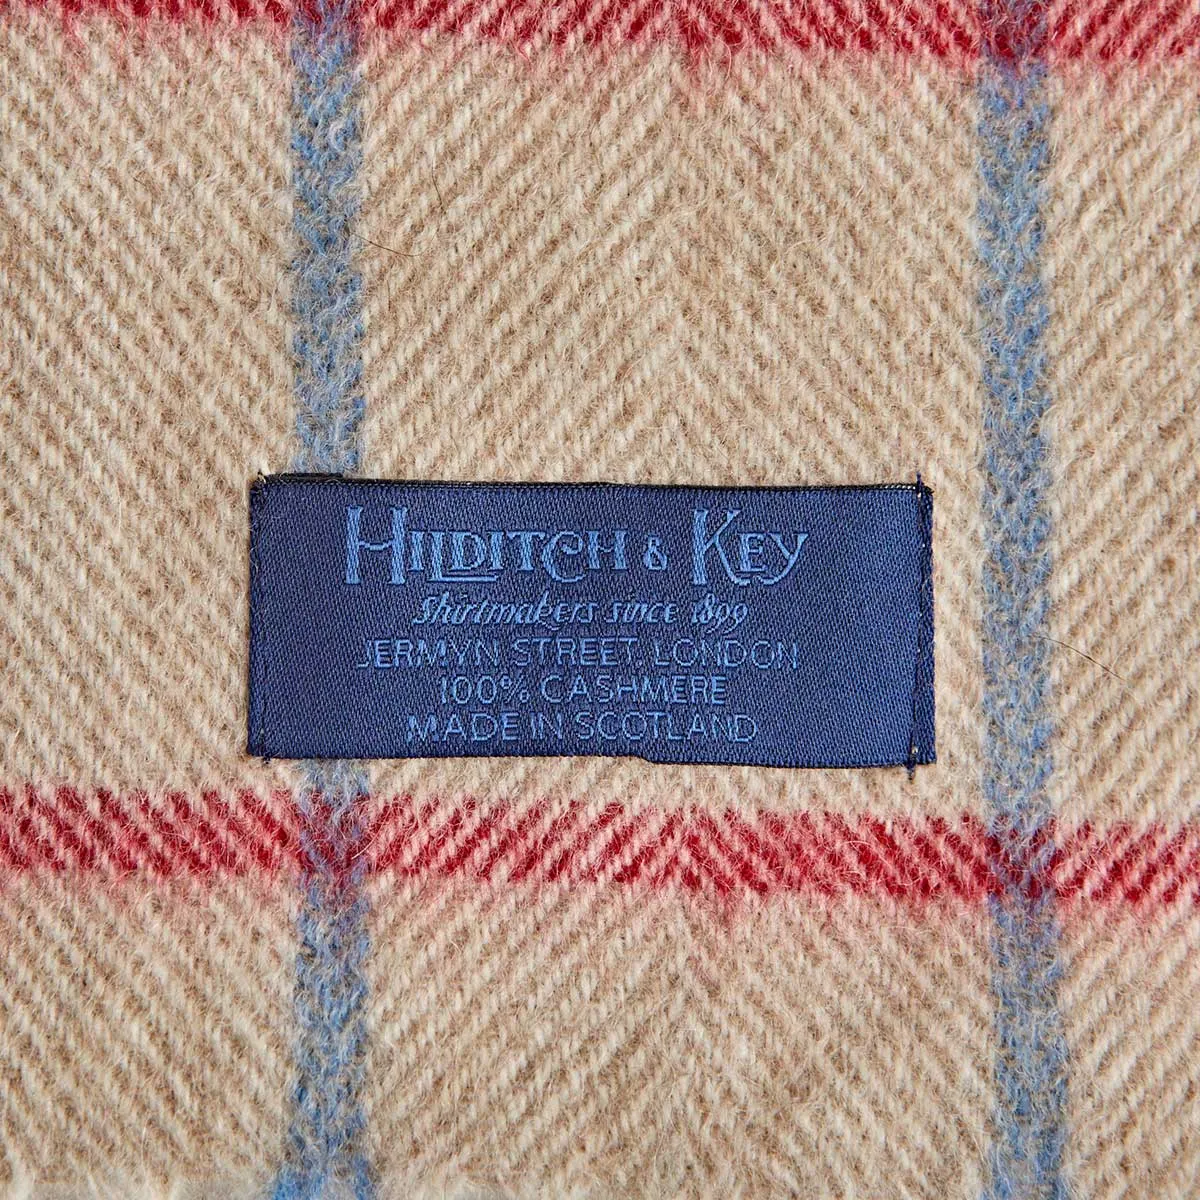 HILDITCH & KEY
Shirtmakers since 1899
JERMYN STREET, LONDON
100% CASHMERE
MADE IN SCOTLAND